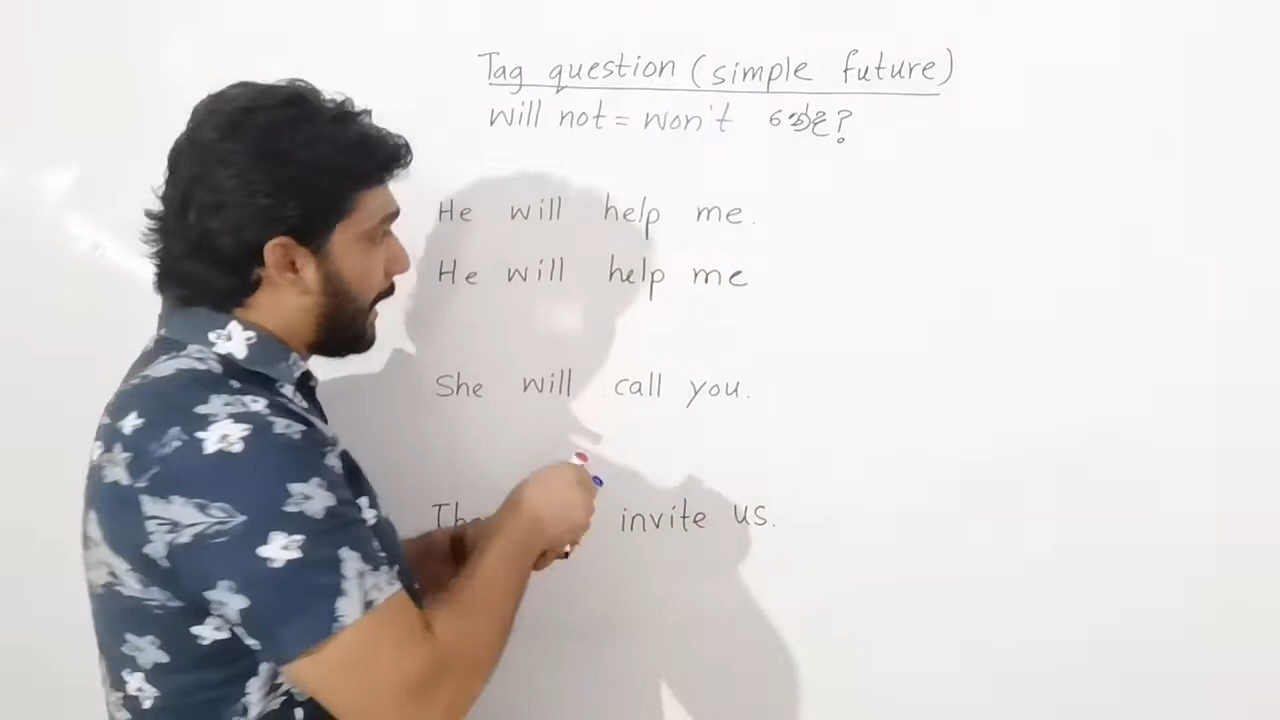 Tag question (simple future)
will not = won't නේද?
He will help me.
He will help me
She will call you.
invite us.